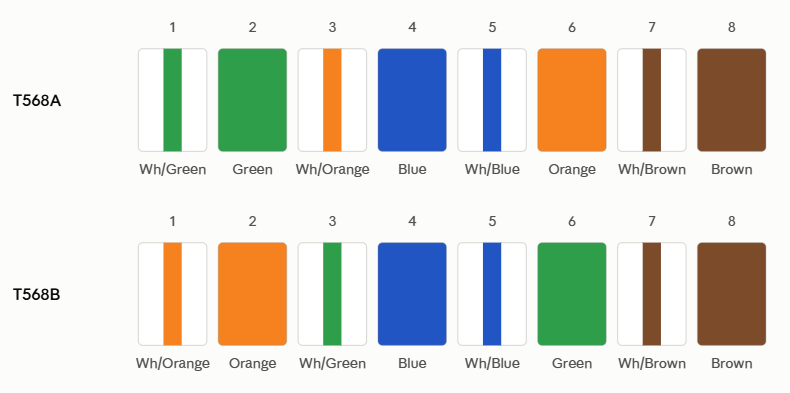 1 2 3 4 5 6 7 8
T568A
Wh/Green Green Wh/Orange Blue Wh/Blue Orange Wh/Brown Brown
1 2 3 4 5 6 7 8
T568B
Wh/Orange Orange Wh/Green Blue Wh/Blue Green Wh/Brown Brown